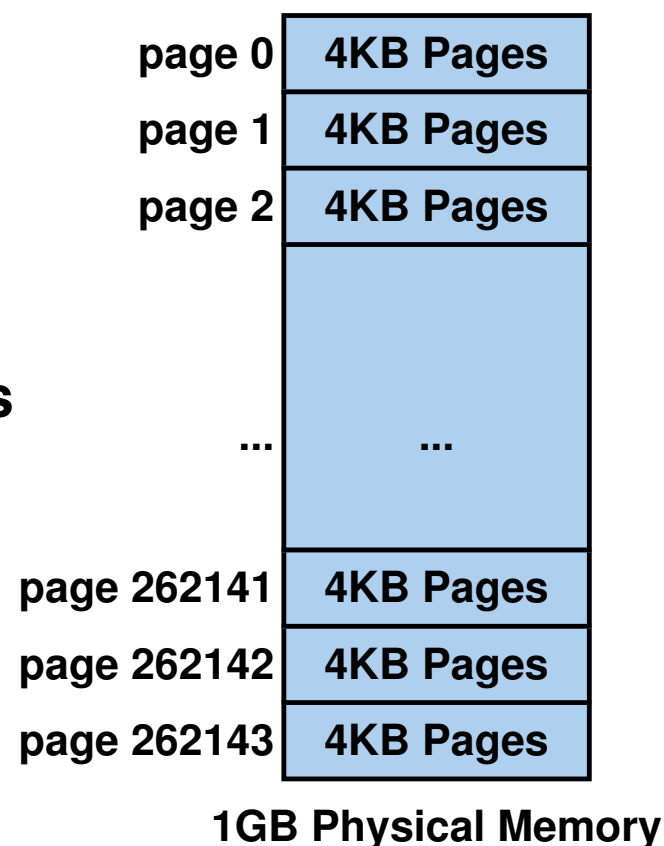 page 0 4KB Pages
page 1 4KB Pages
page 2 4KB Pages
s
... ...
page 262141 4KB Pages
page 262142 4KB Pages
page 262143 4KB Pages
1GB Physical Memory